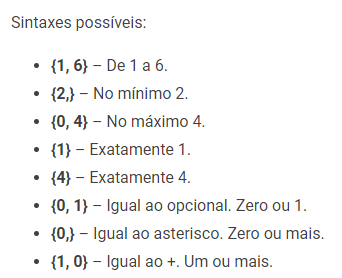 Sintaxes possíveis:
• {1, 6} – De 1 a 6.
• {2,} – No mínimo 2.
• {0, 4} – No máximo 4.
• {1} – Exatamente 1.
• {4} – Exatamente 4.
• {0, 1} – Igual ao opcional. Zero ou 1.
• {0,} – Igual ao asterisco. Zero ou mais.
• {1, 0} – Igual ao +. Um ou mais.